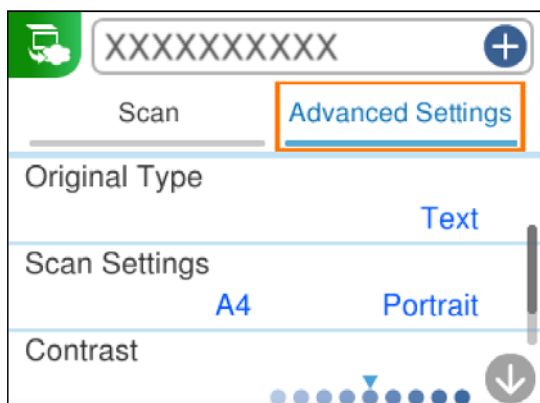 XXXXXXXXXX
Scan Advanced Settings
Original Type
Text
Scan Settings
A4 Portrait
Contrast